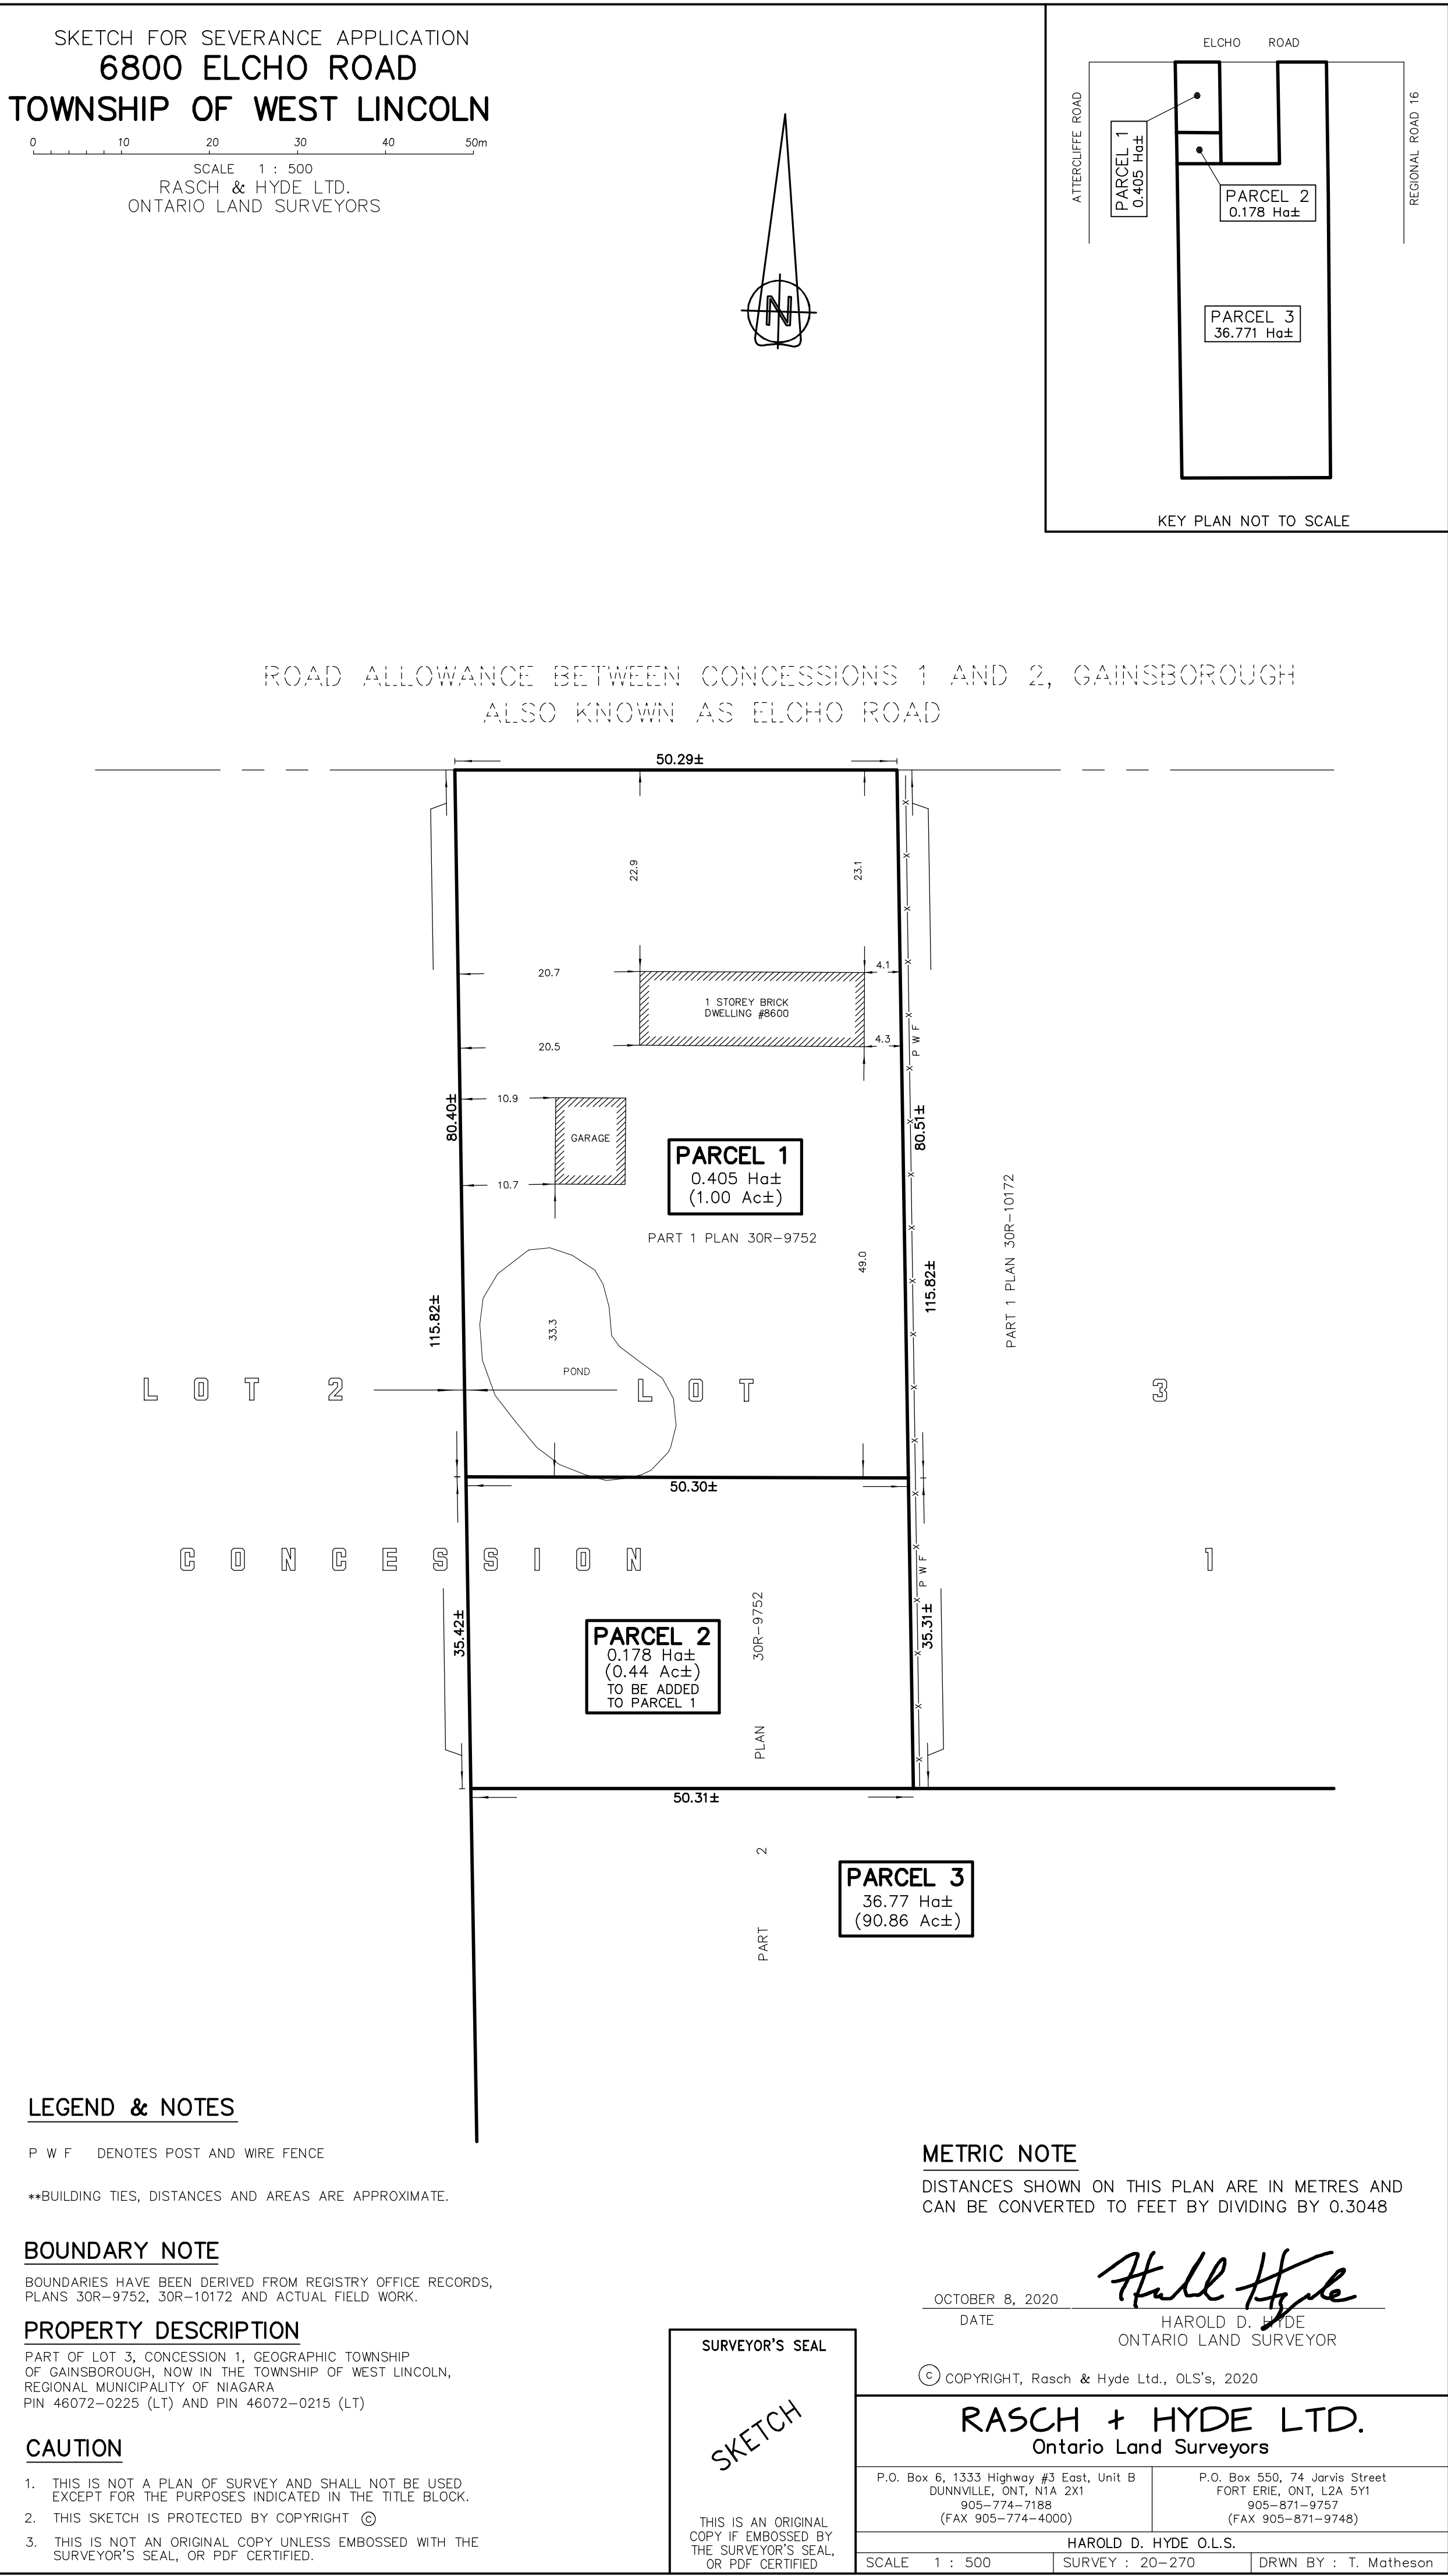 SKETCH FOR SEVERANCE APPLICATION
6800 ELCHO ROAD
TOWNSHIP OF WEST LINCOLN
0 10 20 30 40 50m
SCALE 1 : 500
RASCH & HYDE LTD.
ONTARIO LAND SURVEYORS
N
ELCHO ROAD
ATTERCLIFFE ROAD
REGIONAL ROAD 16
PARCEL 1
0.405 Ha±
PARCEL 2
0.178 Ha±
PARCEL 3
36.771 Ha±
KEY PLAN NOT TO SCALE
ROAD ALLOWANCE BETWEEN CONCESSIONS 1 AND 2, GAINSBOROUGH
ALSO KNOWN AS ELCHO ROAD
50.29±
22.9
23.1
20.7
4.1
1 STOREY BRICK
DWELLING #8600
20.5
4.3
P W F
10.9
80.40±
80.51±
GARAGE
10.7
PARCEL 1
0.405 Ha±
(1.00 Ac±)
PART 1 PLAN 30R-9752
PART 1 PLAN 30R-10172
49.0
115.82±
115.82±
33.3
POND
LOT 2
LOT 3
50.30±
CONCESSION 1
P W F
35.42±
35.31±
PARCEL 2
0.178 Ha±
(0.44 Ac±)
TO BE ADDED
TO PARCEL 1
PART 2 PLAN 30R-9752
50.31±
PARCEL 3
36.77 Ha±
(90.86 Ac±)
LEGEND & NOTES
P W F DENOTES POST AND WIRE FENCE
**BUILDING TIES, DISTANCES AND AREAS ARE APPROXIMATE.
BOUNDARY NOTE
BOUNDARIES HAVE BEEN DERIVED FROM REGISTRY OFFICE RECORDS,
PLANS 30R-9752, 30R-10172 AND ACTUAL FIELD WORK.
PROPERTY DESCRIPTION
PART OF LOT 3, CONCESSION 1, GEOGRAPHIC TOWNSHIP
OF GAINSBOROUGH, NOW IN THE TOWNSHIP OF WEST LINCOLN,
REGIONAL MUNICIPALITY OF NIAGARA
PIN 46072-0225 (LT) AND PIN 46072-0215 (LT)
CAUTION
1. THIS IS NOT A PLAN OF SURVEY AND SHALL NOT BE USED
EXCEPT FOR THE PURPOSES INDICATED IN THE TITLE BLOCK.
2. THIS SKETCH IS PROTECTED BY COPYRIGHT ©
3. THIS IS NOT AN ORIGINAL COPY UNLESS EMBOSSED WITH THE
SURVEYOR'S SEAL, OR PDF CERTIFIED.
METRIC NOTE
DISTANCES SHOWN ON THIS PLAN ARE IN METRES AND
CAN BE CONVERTED TO FEET BY DIVIDING BY 0.3048
Harold Hyde
OCTOBER 8, 2020
DATE
HAROLD D. HYDE
ONTARIO LAND SURVEYOR
© COPYRIGHT, Rasch & Hyde Ltd., OLS's, 2020
SURVEYOR'S SEAL
SKETCH
THIS IS AN ORIGINAL
COPY IF EMBOSSED BY
THE SURVEYOR'S SEAL,
OR PDF CERTIFIED
RASCH + HYDE LTD.
Ontario Land Surveyors
P.O. Box 6, 1333 Highway #3 East, Unit B
DUNNVILLE, ONT, N1A 2X1
905-774-7188
(FAX 905-774-4000)
P.O. Box 550, 74 Jarvis Street
FORT ERIE, ONT, L2A 5Y1
905-871-9757
(FAX 905-871-9748)
HAROLD D. HYDE O.L.S.
SCALE 1 : 500
SURVEY : 20-270
DRWN BY : T. Matheson